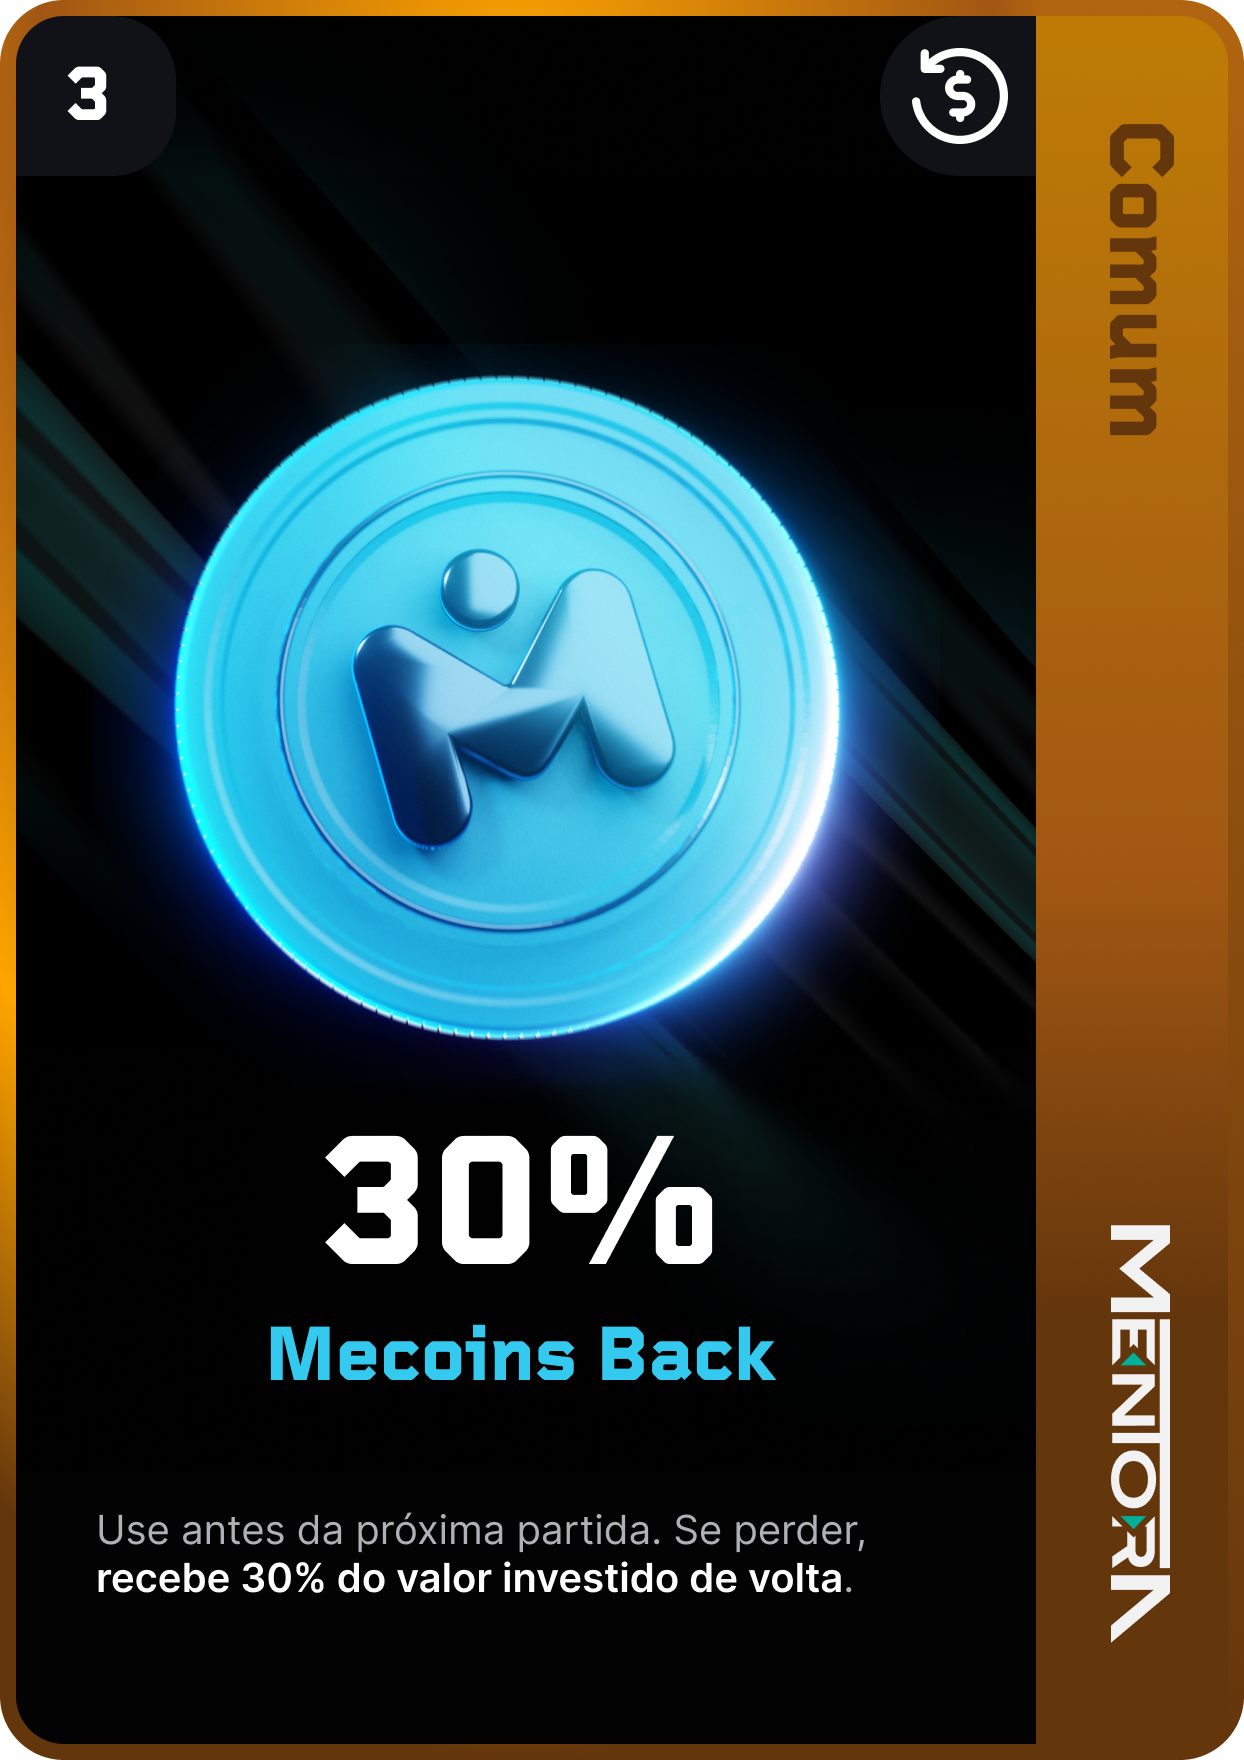 3
Comum
30%
Mecoins Back
Use antes da próxima partida. Se perder,
recebe 30% do valor investido de volta.
MENTORA